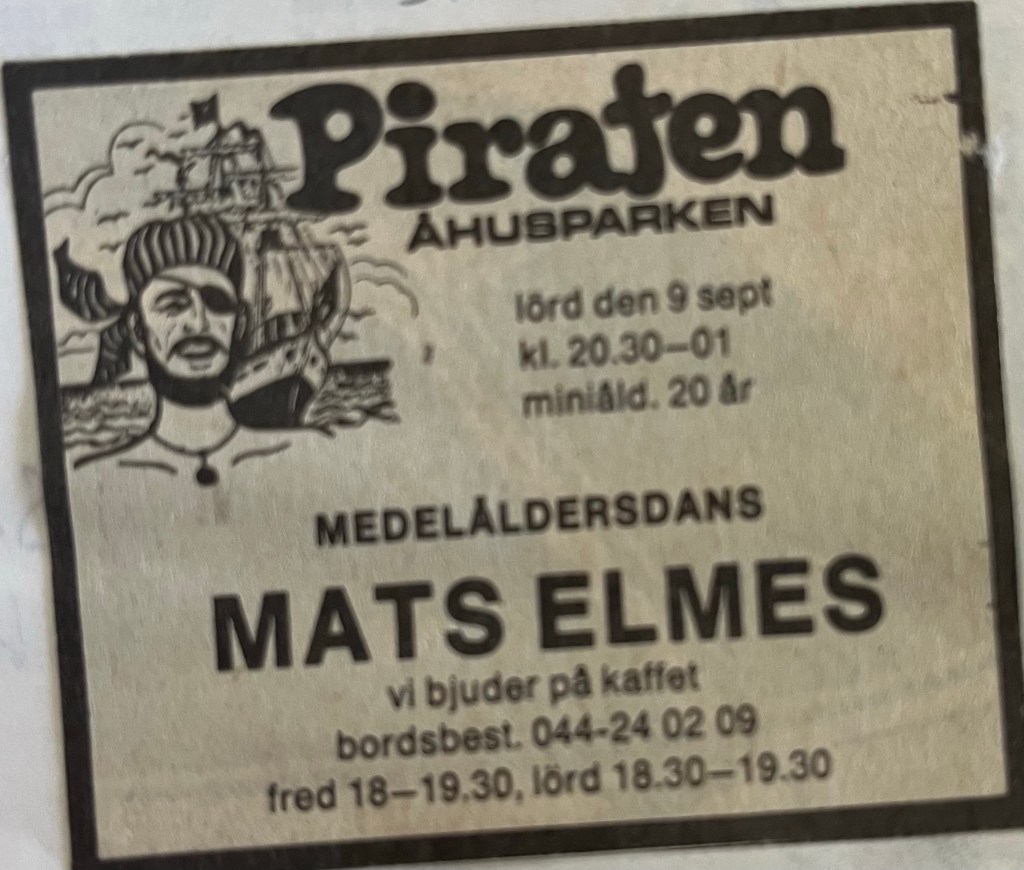 Piraten
ÅHUSPARKEN
lörd den 9 sept
kl. 20.30–01
miniåld. 20 år
MEDELÅLDERSDANS
MATS ELMES
vi bjuder på kaffet
bordsbest. 044-24 02 09
fred 18–19.30, lörd 18.30–19.30